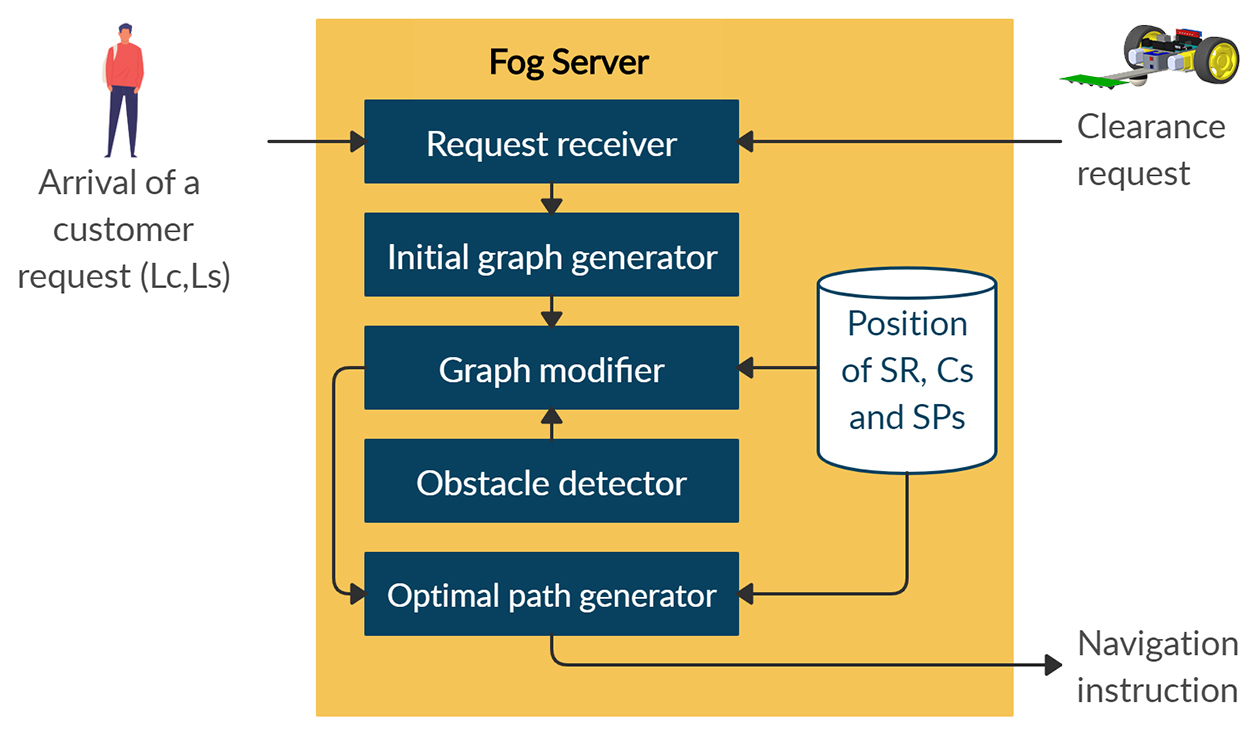 Fog Server
Arrival of a
customer
request (Lc,Ls)
Request receiver
Clearance
request
Initial graph generator
Graph modifier
Position
of SR, Cs
and SPs
Obstacle detector
Optimal path generator
Navigation
instruction